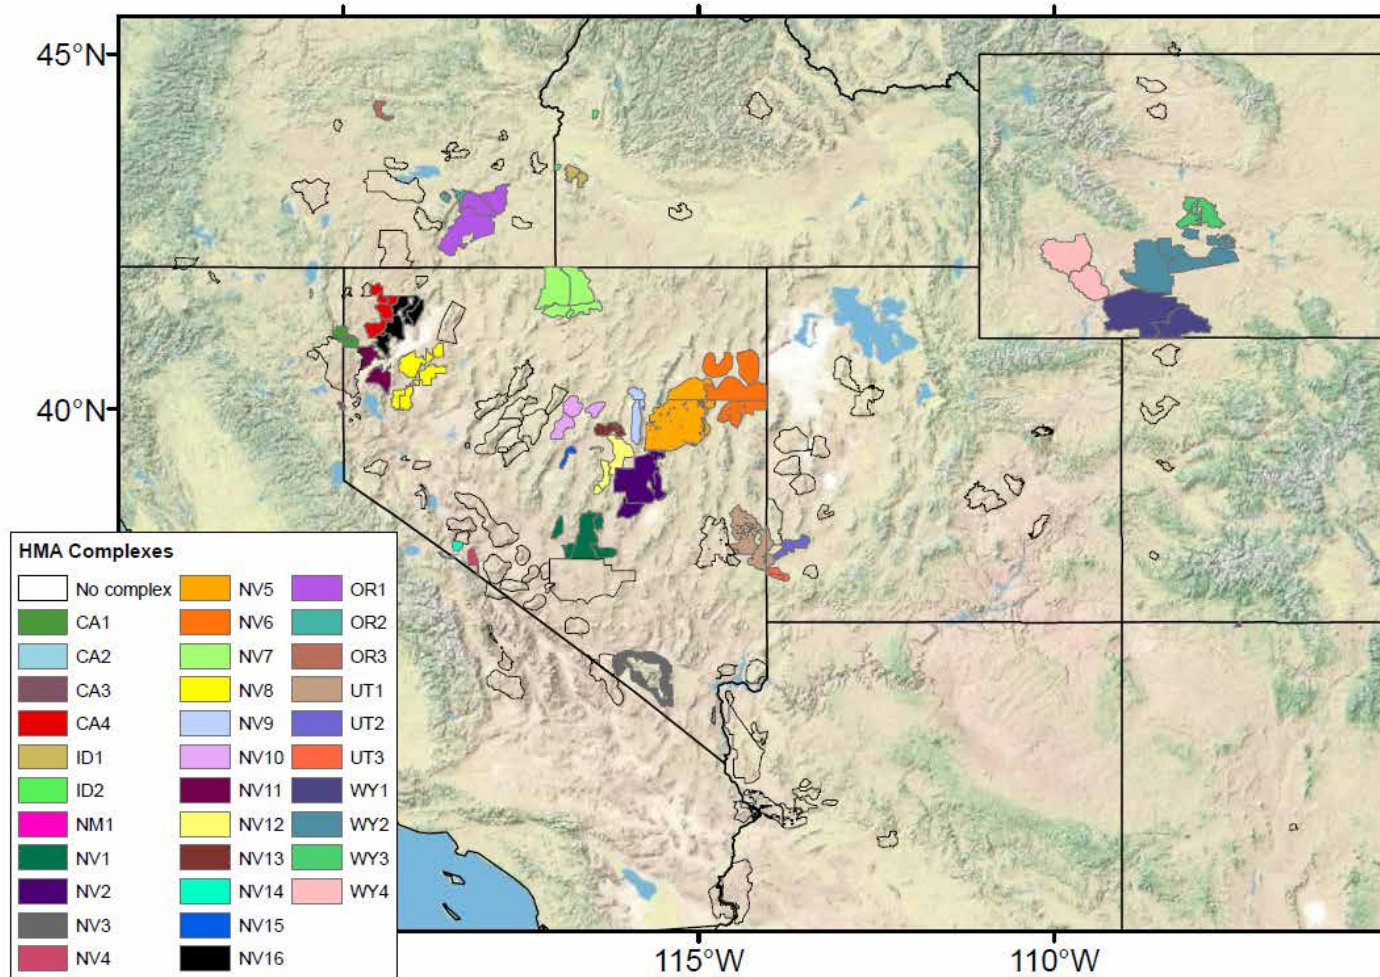 45°N
40°N
HMA Complexes
No complex NV5 OR1
CA1 NV6 OR2
CA2 NV7 OR3
CA3 NV8 UT1
CA4 NV9 UT2
ID1 NV10 UT3
ID2 NV11 WY1
NM1 NV12 WY2
NV1 NV13 WY3
NV2 NV14 WY4
NV3 NV15
NV4 NV16
115°W 110°W